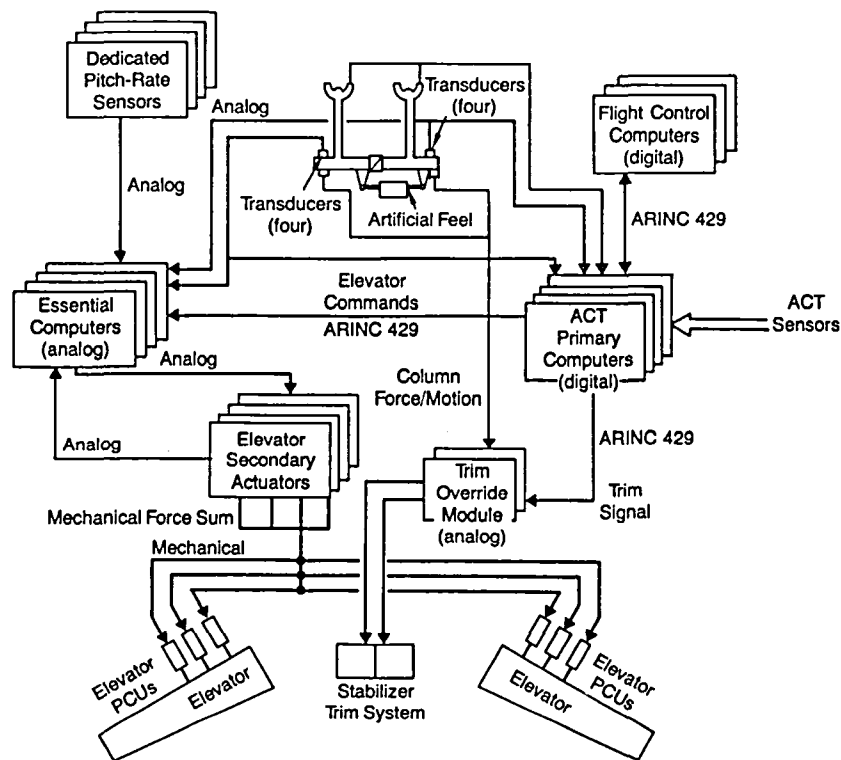 Dedicated
Pitch-Rate
Sensors
Analog
Transducers
(four)
Flight Control
Computers
(digital)
Analog
Transducers
(four)
Artificial Feel
ARINC 429
Essential
Computers
(analog)
Elevator
Commands
ARINC 429
ACT
Primary
Computers
(digital)
ACT
Sensors
Analog
Column
Force/Motion
Analog
Elevator
Secondary
Actuators
ARINC 429
Trim
Override
Module
(analog)
Trim
Signal
Mechanical Force Sum
Mechanical
Elevator
PCUs
Elevator
Stabilizer
Trim System
Elevator
Elevator
PCUs